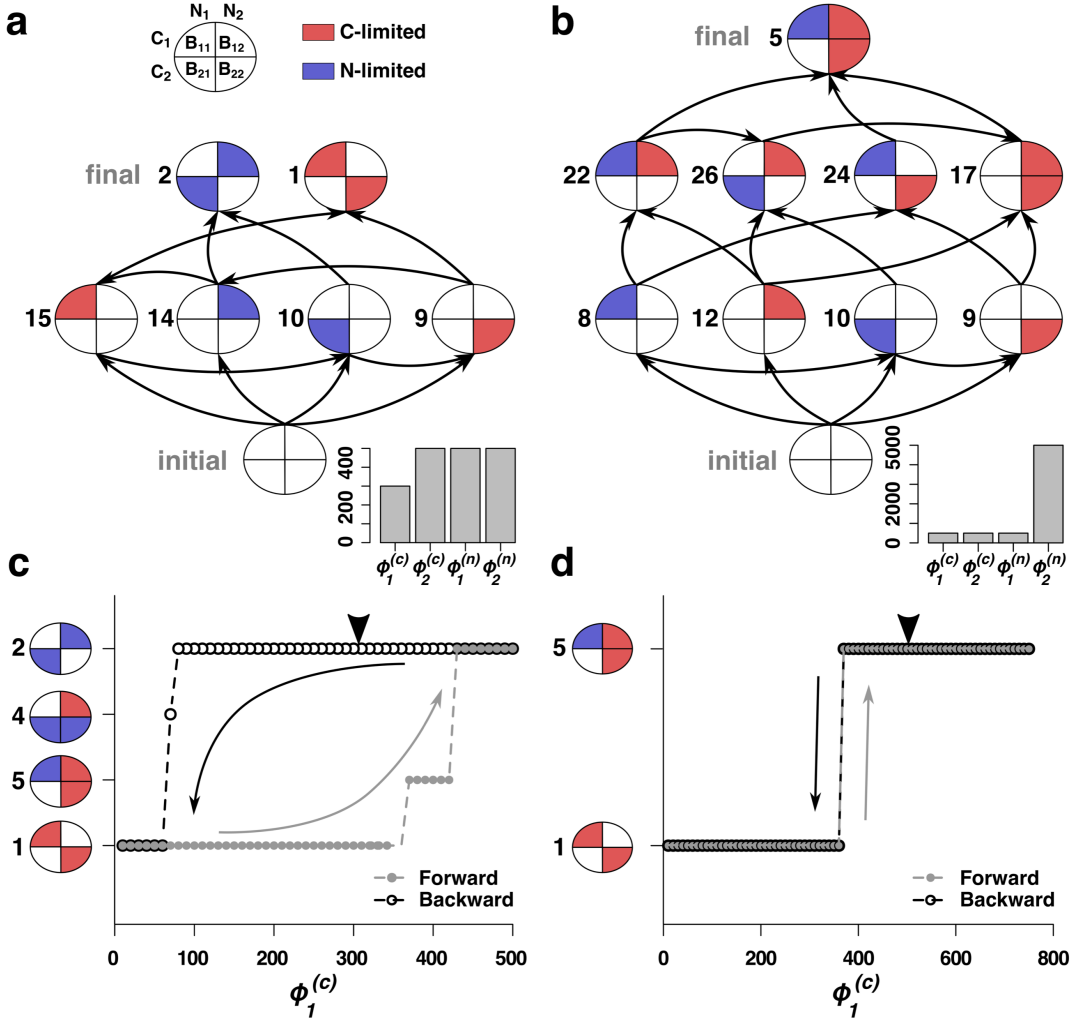 a
N1 N2
C1 B11 B12
C2 B21 B22
C-limited
N-limited
final 2 1
15 14 10 9
initial
0 200 400
ϕ1(c) ϕ2(c) ϕ1(n) ϕ2(n)
b
final 5
22 26 24 17
8 12 10 9
initial
0 2000 5000
ϕ1(c) ϕ2(c) ϕ1(n) ϕ2(n)
c
2
4
5
1
Forward
Backward
0 100 200 300 400 500
ϕ1(c)
d
5
1
Forward
Backward
0 200 400 600 800
ϕ1(c)